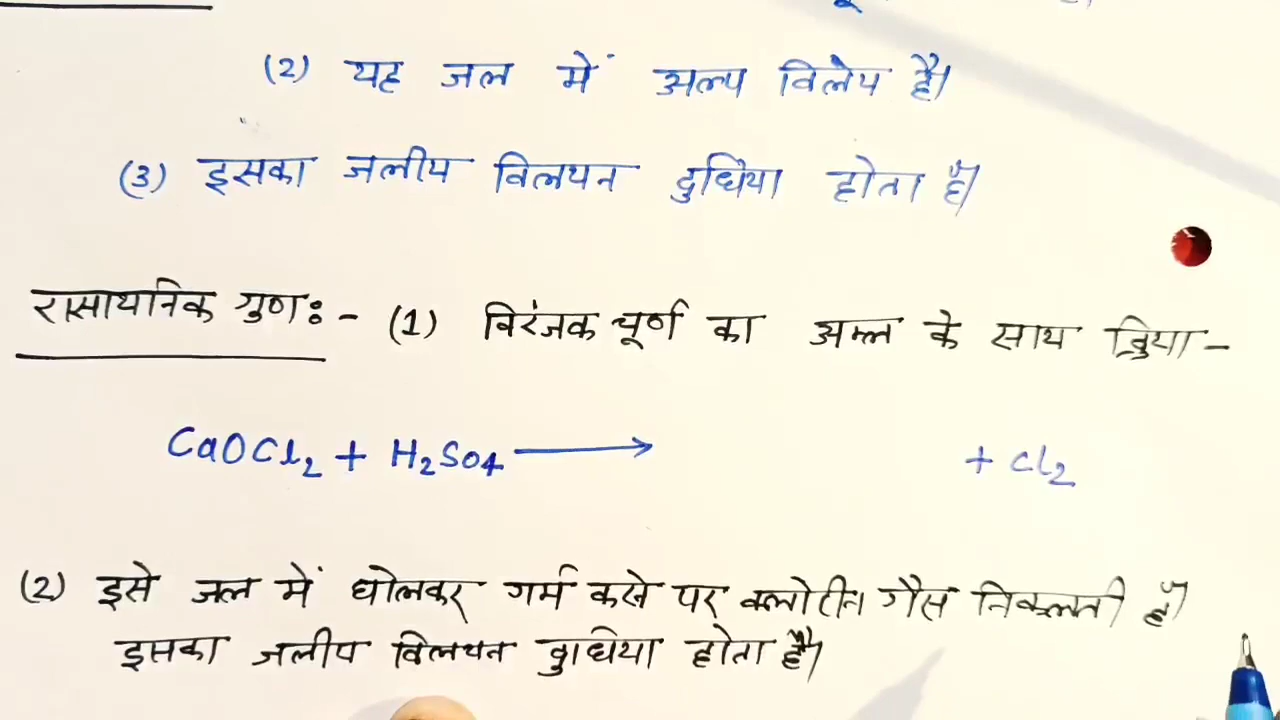 (2) यह जल में अल्प विलेय है।
(3) इसका जलीय विलयन दुधिया होता है।
रासायनिक गुण:- (1) विरंजक चूर्ण का अम्ल के साथ क्रिया -
CaOCl₂ + H₂SO₄ ⟶ + Cl₂
(2) इसे जल में घोलकर गर्म करने पर क्लोरीन गैस निकलती है।
इसका जलीय विलयन दुधिया होता है।